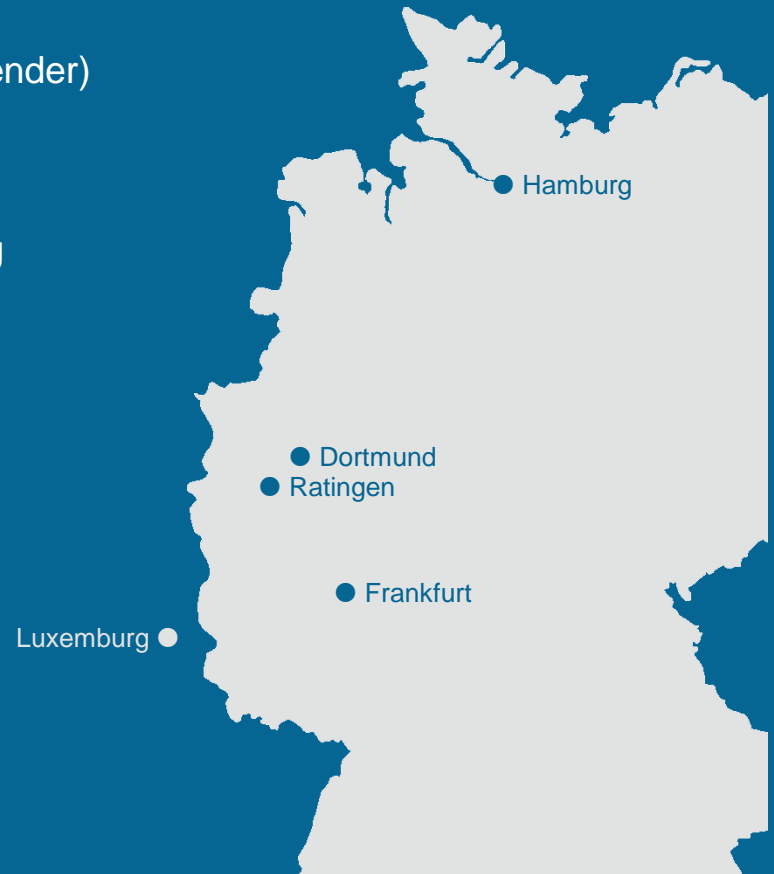 ender)
g
Hamburg
Dortmund
Ratingen
Frankfurt
Luxemburg